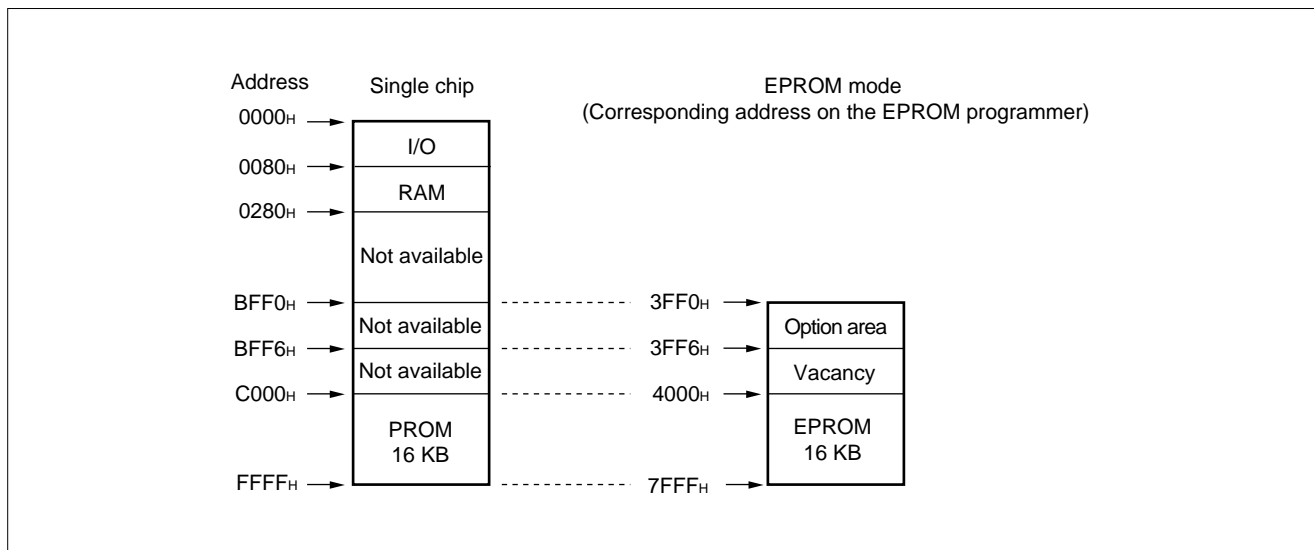 Address
Single chip
EPROM mode
(Corresponding address on the EPROM programmer)
0000H
I/O
0080H
RAM
0280H
Not available
BFF0H
3FF0H
Not available
Option area
BFF6H
3FF6H
Not available
Vacancy
C000H
4000H
PROM
16 KB
EPROM
16 KB
FFFFH
7FFFH